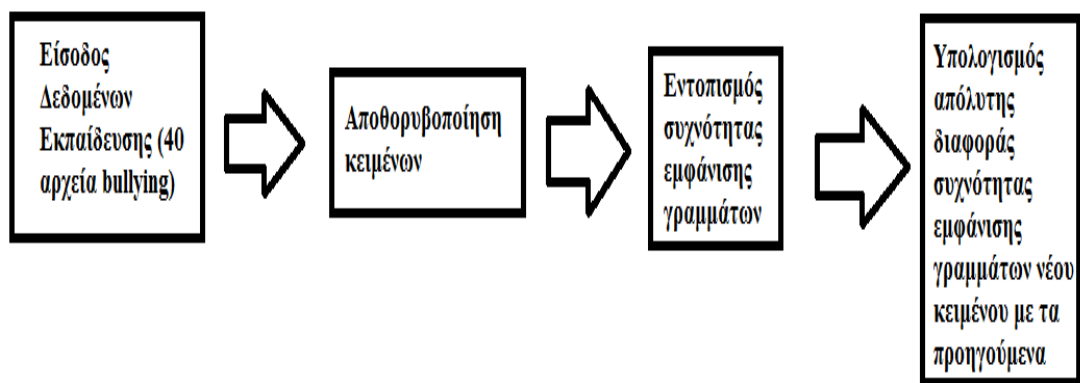 Είσοδος
Δεδομένων
Εκπαίδευσης (40
αρχεία bullying)
Αποθορυβοποίηση
κειμένων
Εντοπισμός
συχνότητας
εμφάνισης
γραμμάτων
Υπολογισμός
απόλυτης
διαφοράς
συχνότητας
εμφάνισης
γραμμάτων νέου
κειμένου με τα
προηγούμενα